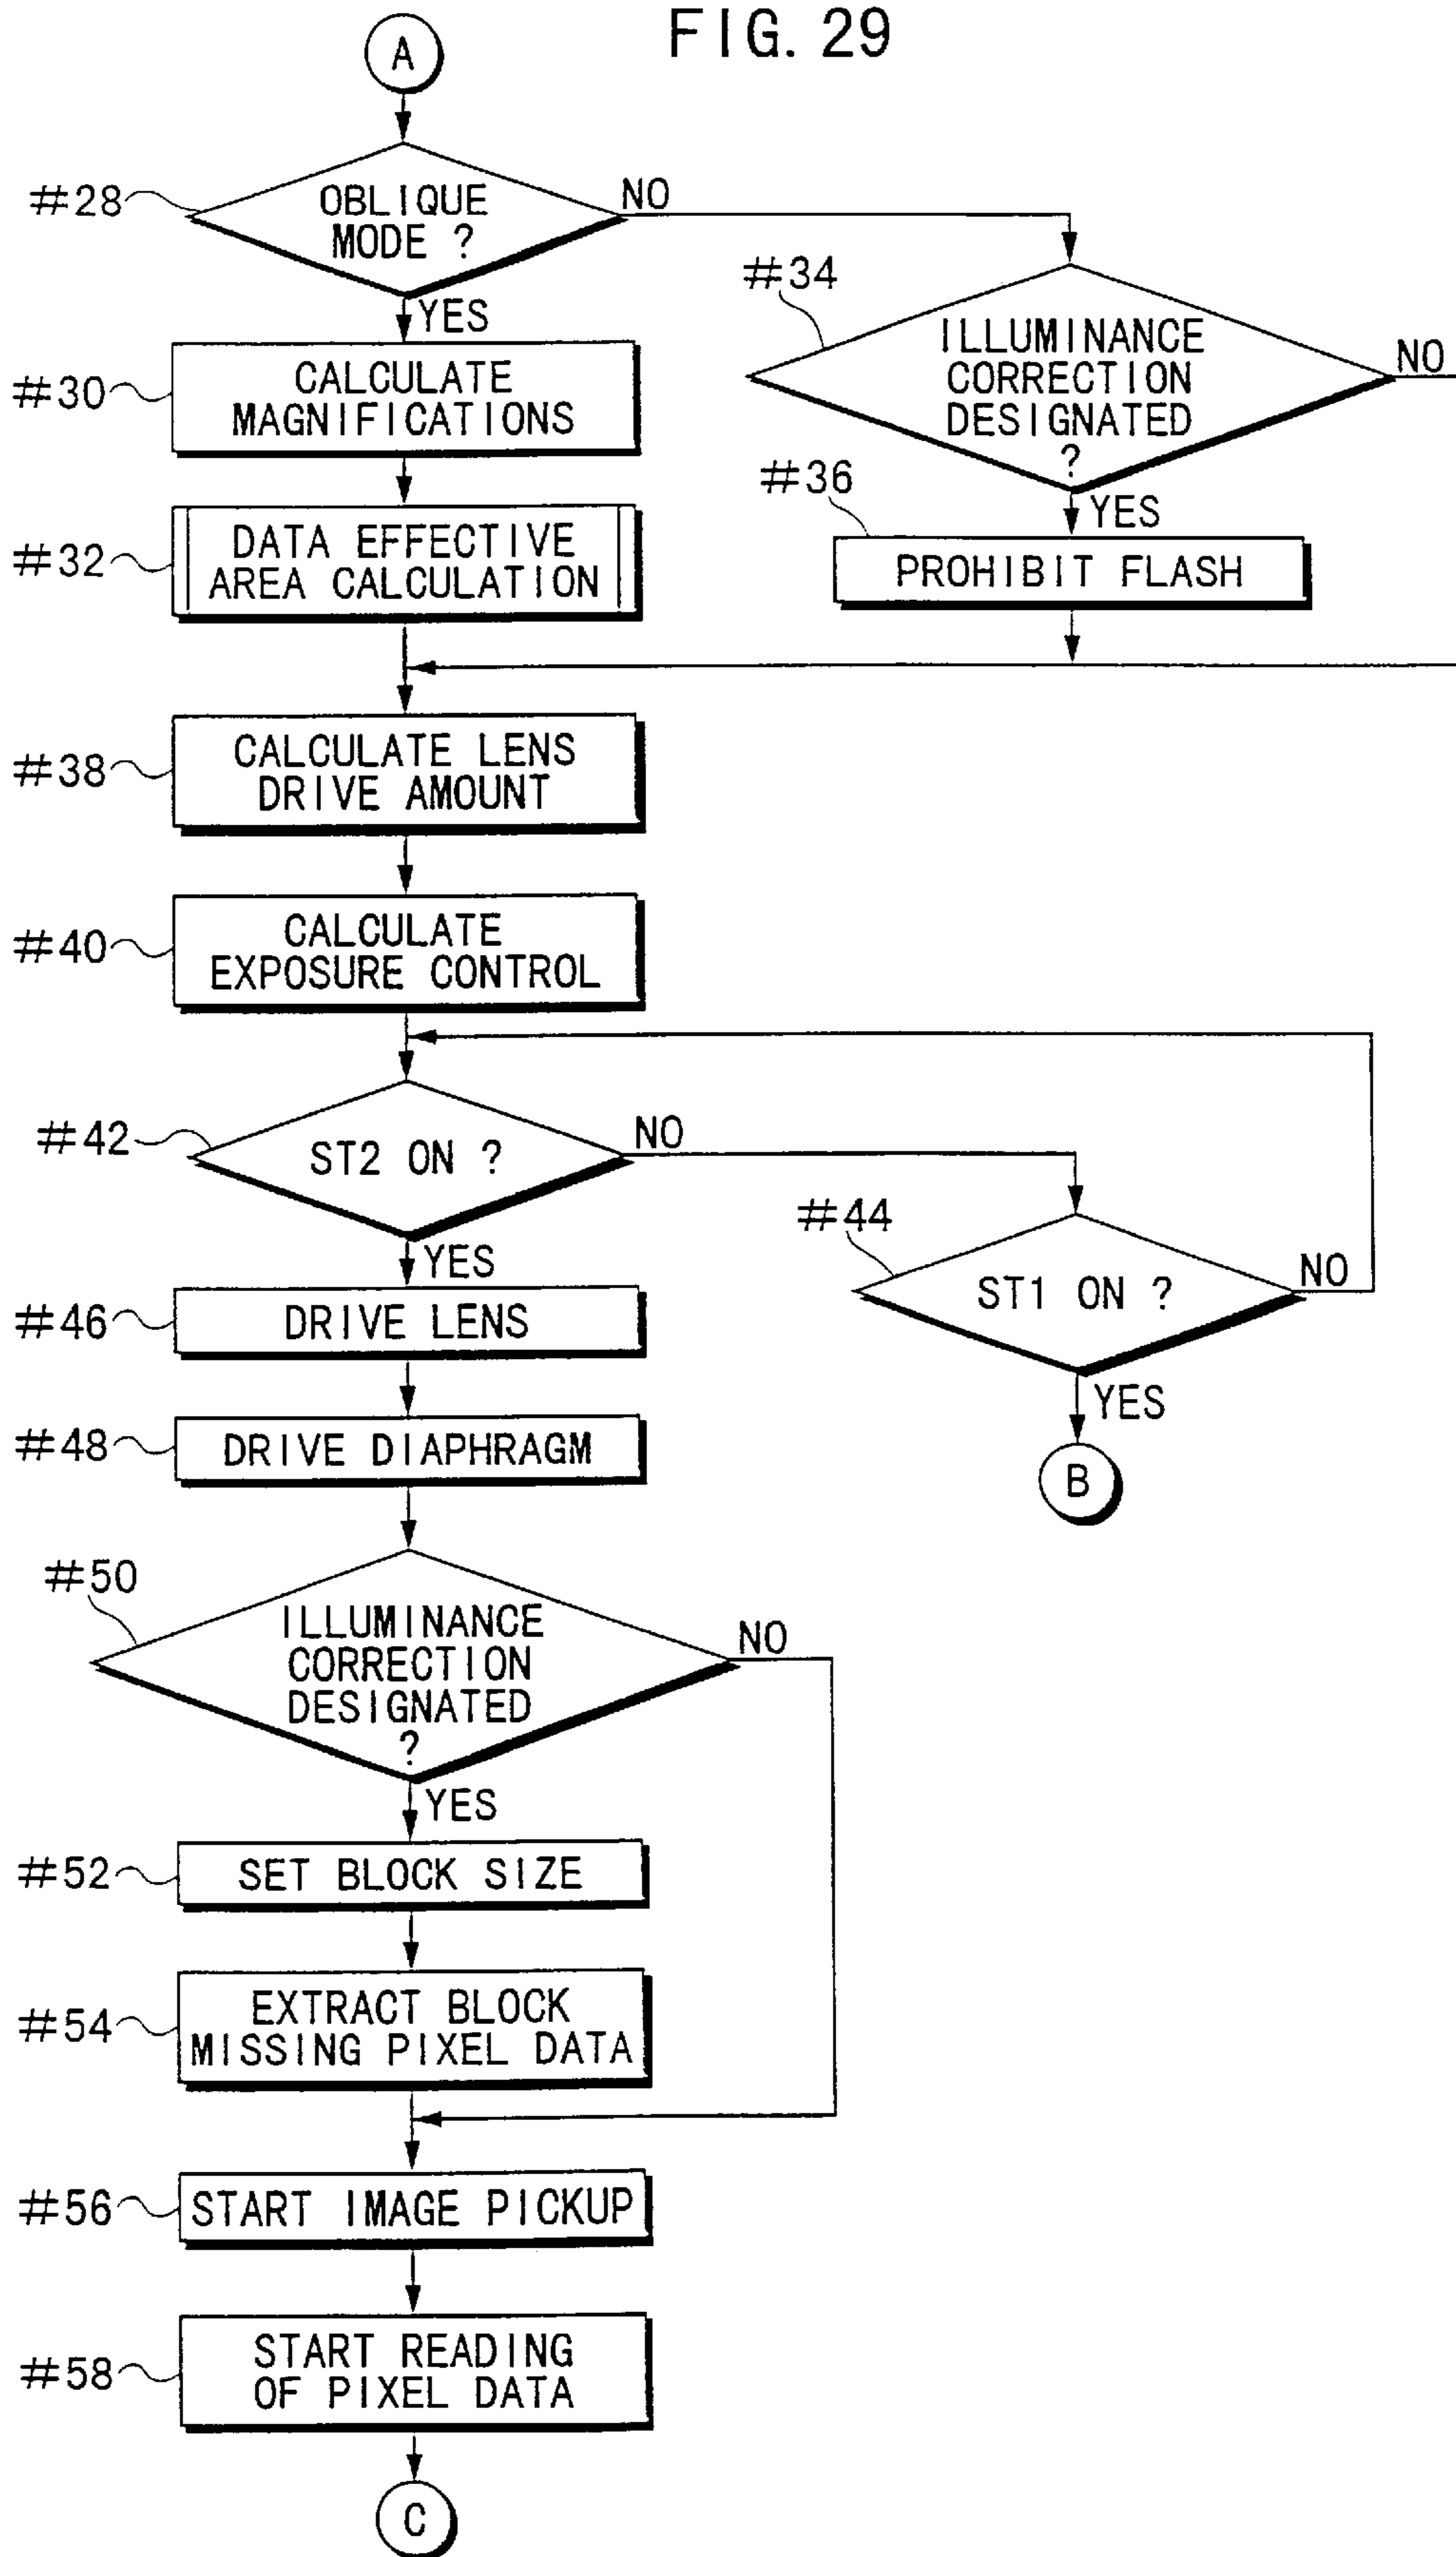 FIG. 29
A
#28
OBLIQUE
MODE ?
NO
YES
#34
ILLUMINANCE
CORRECTION
DESIGNATED
?
NO
YES
#30
CALCULATE
MAGNIFICATIONS
#36
PROHIBIT FLASH
#32
DATA EFFECTIVE
AREA CALCULATION
#38
CALCULATE LENS
DRIVE AMOUNT
#40
CALCULATE
EXPOSURE CONTROL
#42
ST2 ON ?
NO
YES
#44
ST1 ON ?
NO
YES
B
#46
DRIVE LENS
#48
DRIVE DIAPHRAGM
#50
ILLUMINANCE
CORRECTION
DESIGNATED
?
NO
YES
#52
SET BLOCK SIZE
#54
EXTRACT BLOCK
MISSING PIXEL DATA
#56
START IMAGE PICKUP
#58
START READING
OF PIXEL DATA
C